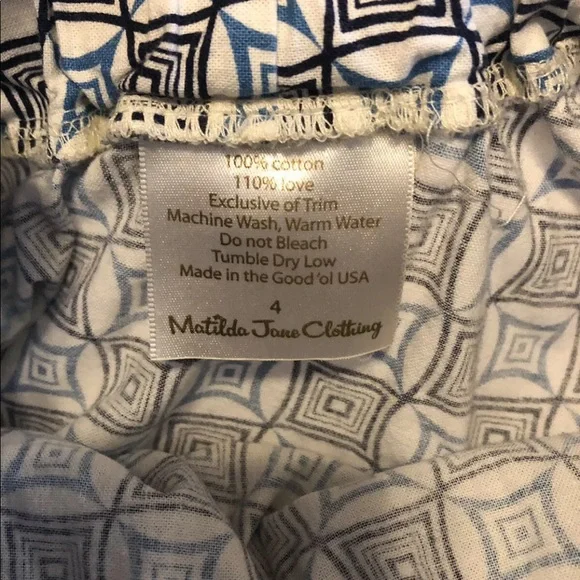 100% cotton
110% love
Exclusive of Trim
Machine Wash, Warm Water
Do not Bleach
Tumble Dry Low
Made in the Good 'ol USA
4
Matilda Jane Clothing